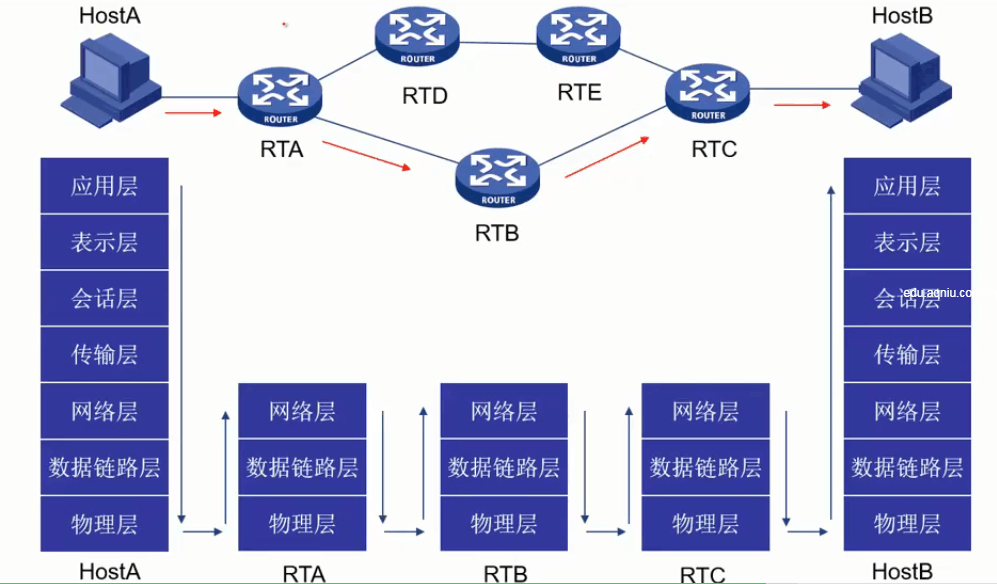 HostA
HostB
ROUTER
ROUTER
RTD
RTE
ROUTER
ROUTER
RTA
RTC
ROUTER
RTB
应用层
表示层
会话层
传输层
网络层
数据链路层
物理层
HostA
网络层
数据链路层
物理层
RTA
网络层
数据链路层
物理层
RTB
网络层
数据链路层
物理层
RTC
应用层
表示层
会话层
edu.aqniu.co
传输层
网络层
数据链路层
物理层
HostB